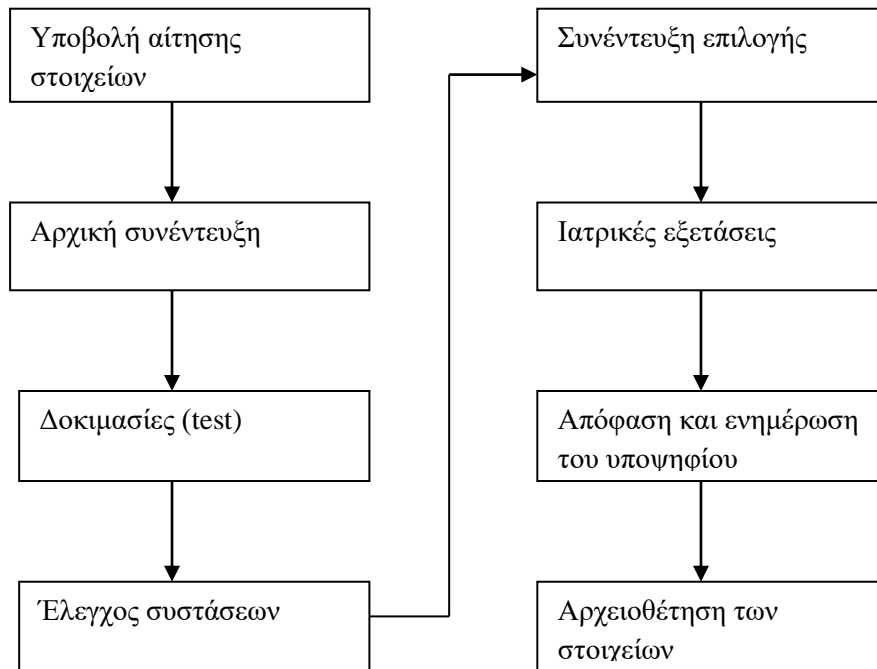 Υποβολή αίτησης
στοιχείων
Αρχική συνέντευξη
Δοκιμασίες (test)
Έλεγχος συστάσεων
Συνέντευξη επιλογής
Ιατρικές εξετάσεις
Απόφαση και ενημέρωση
του υποψηφίου
Αρχειοθέτηση των
στοιχείων